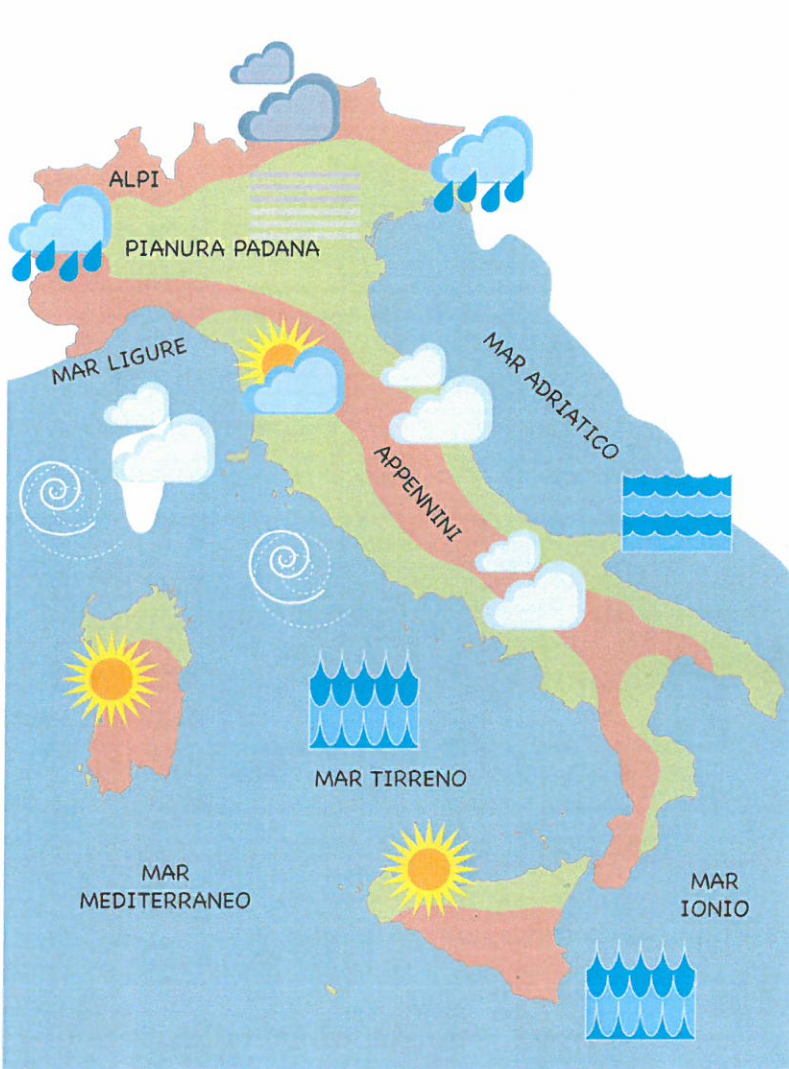 ALPI
PIANURA PADANA
MAR LIGURE
MAR ADRIATICO
APPENNINI
MAR TIRRENO
MAR
MEDITERRANEO
MAR
IONIO